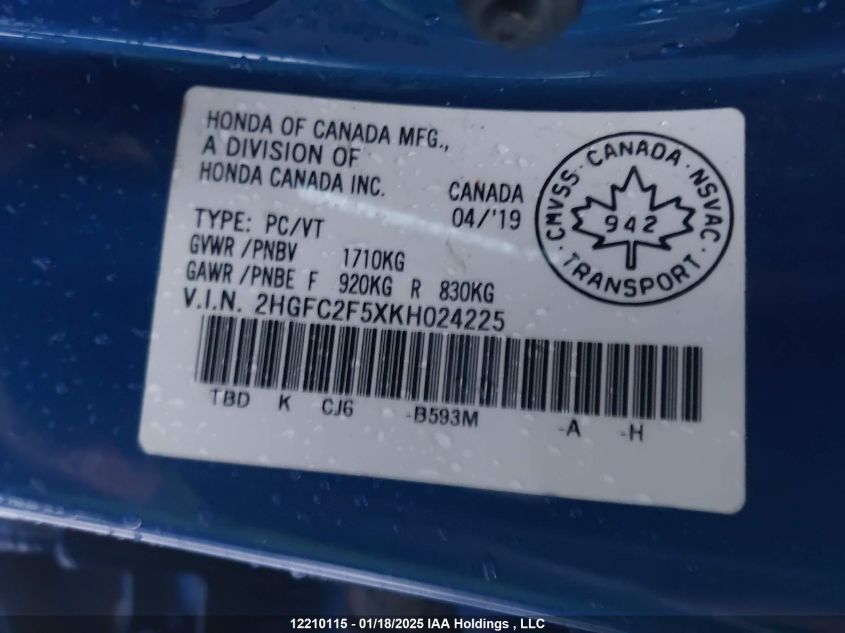 HONDA OF CANADA MFG.,
A DIVISION OF
HONDA CANADA INC.
CANADA
04/'19
TYPE: PC/VT
GVWR/PNBV 1710KG
GAWR/PNBE F 920KG R 830KG
V.I.N. 2HGFC2F5XKH024225
TBD K CJ6 -B593M -A -H
CMVSS · CANADA · NSVAC
942
· TRANSPORT ·
12210115 - 01/18/2025 IAA Holdings , LLC